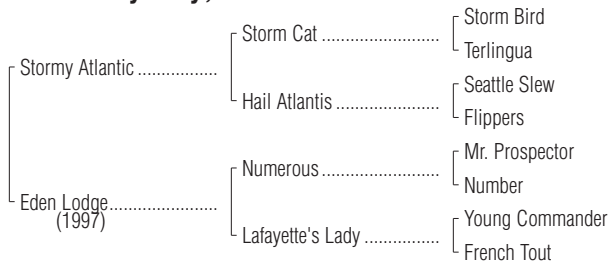 Storm Bird
Storm Cat ........................
Terlingua
Stormy Atlantic ................
Seattle Slew
Hail Atlantis .....................
Flippers
Mr. Prospector
Numerous ........................
Number
Eden Lodge......................
(1997)
Young Commander
Lafayette's Lady ...............
French Tout